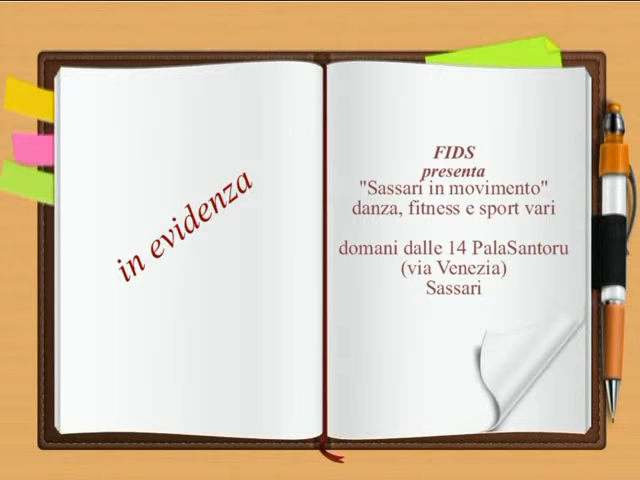 in evidenza
FIDS
presenta
"Sassari in movimento"
danza, fitness e sport vari
domani dalle 14 PalaSantoru
(via Venezia)
Sassari